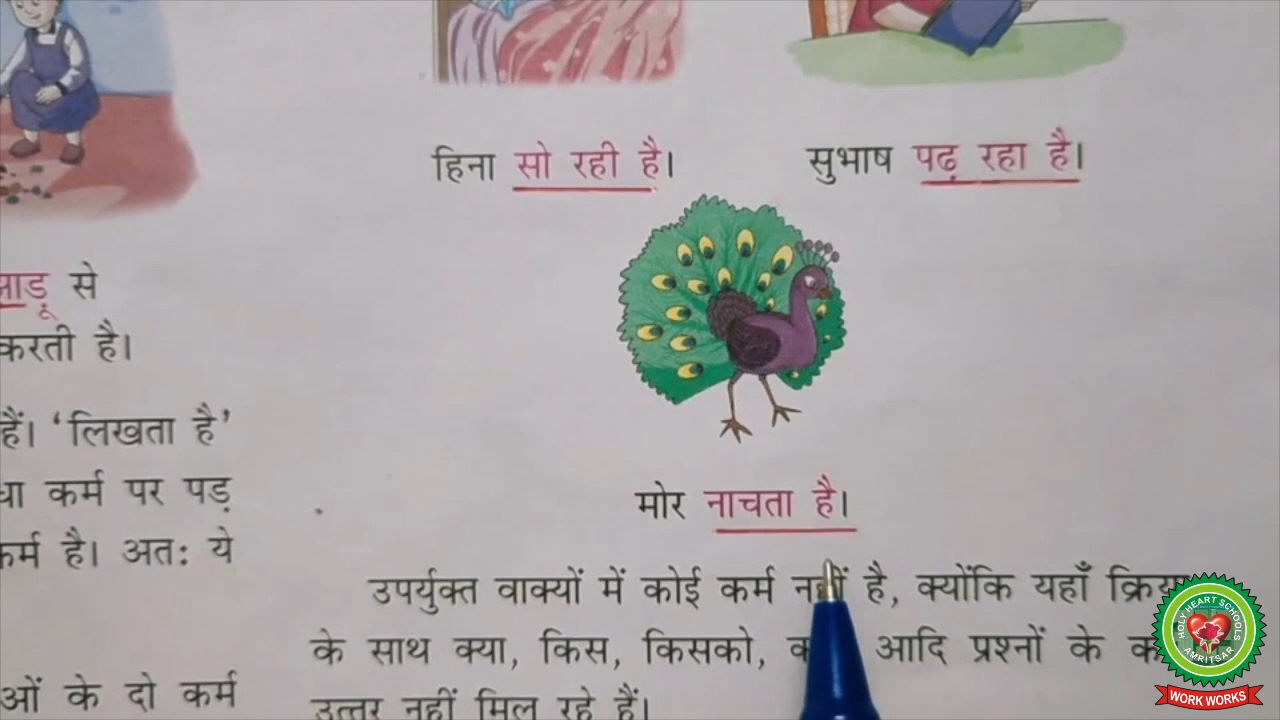 हिना सो रही है।
सुभाष पढ़ रहा है।
से
करती है।
हैं। ‘लिखता है’
कर्म पर पड़
है। अतः ये
के दो कर्म
मोर नाचता है।
उपर्युक्त वाक्यों में कोई कर्म नहीं है, क्योंकि यहाँ
के साथ क्या, किस, किसको, आदि प्रश्नों के
उत्तर नहीं मिल रहे हैं।
HOLY HEART SCHOOLS
AMRITSAR
WORK WORKS